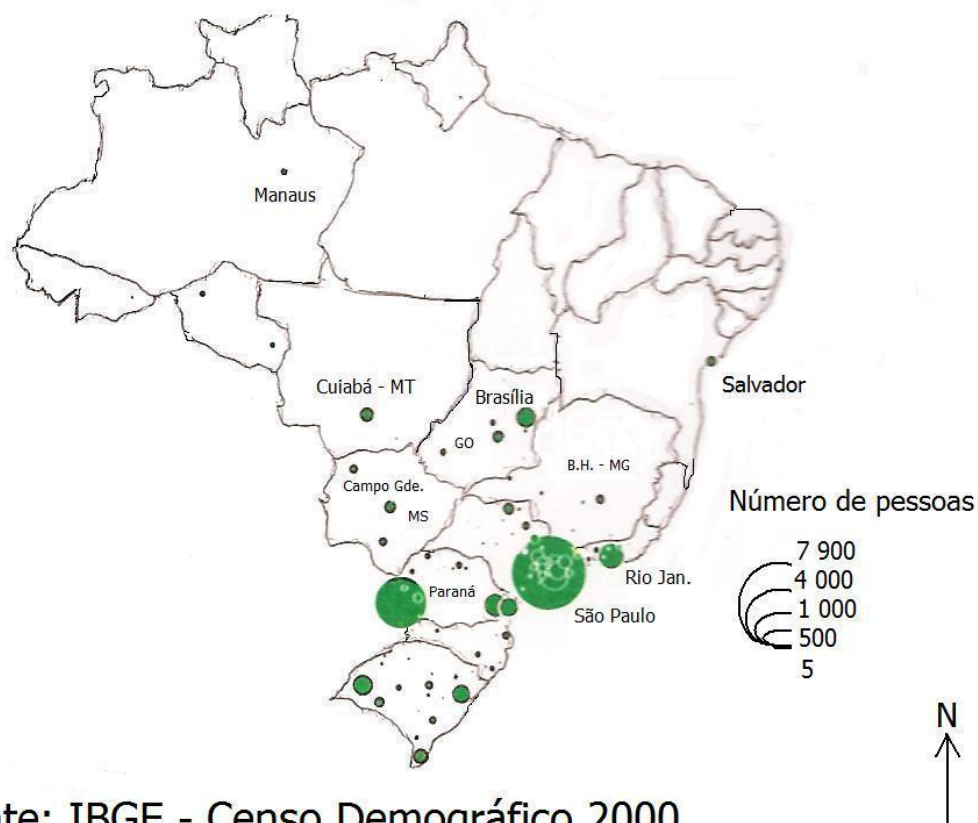 Manaus
Salvador
Cuiabá - MT
Brasília
GO
B.H. - MG
Campo Gde.
MS
Número de pessoas
7 900
4 000
1 000
500
5
Paraná
Rio Jan.
São Paulo
N
te: IBGE - Censo Demográfico 2000